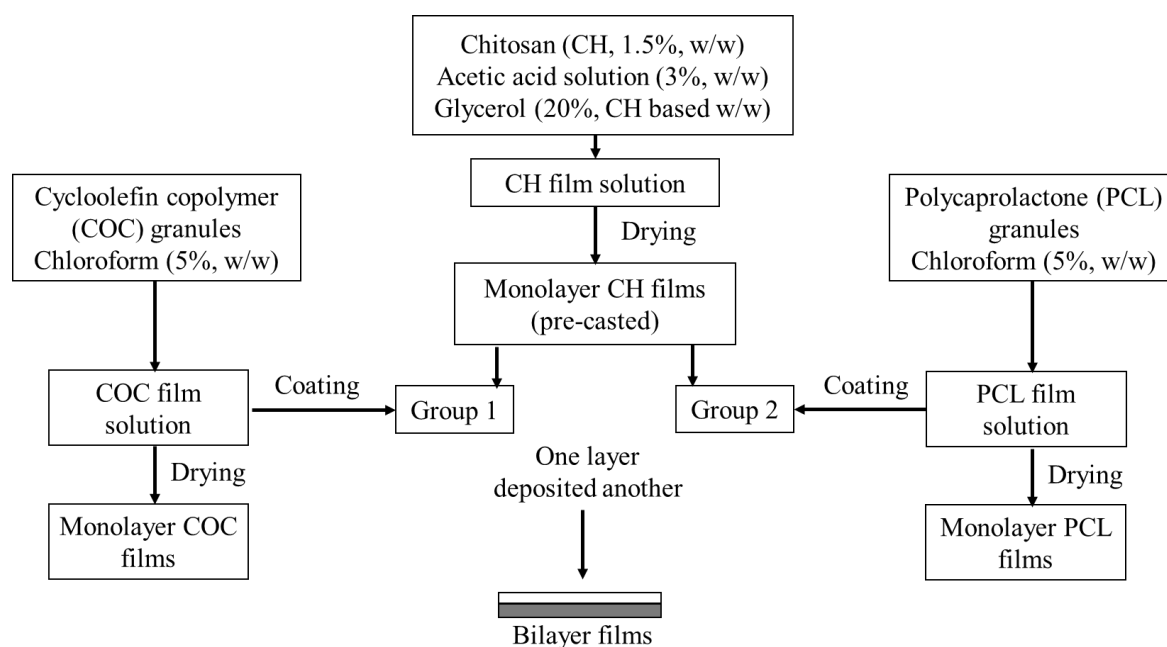 Chitosan (CH, 1.5%, w/w)
Acetic acid solution (3%, w/w)
Glycerol (20%, CH based w/w)
CH film solution
Drying
Monolayer CH films
(pre-casted)
Cycloolefin copolymer
(COC) granules
Chloroform (5%, w/w)
Polycaprolactone (PCL)
granules
Chloroform (5%, w/w)
COC film
solution
Coating
Group 1
Group 2
Coating
PCL film
solution
Drying
Monolayer COC
films
One layer
deposited another
Drying
Monolayer PCL
films
Bilayer films